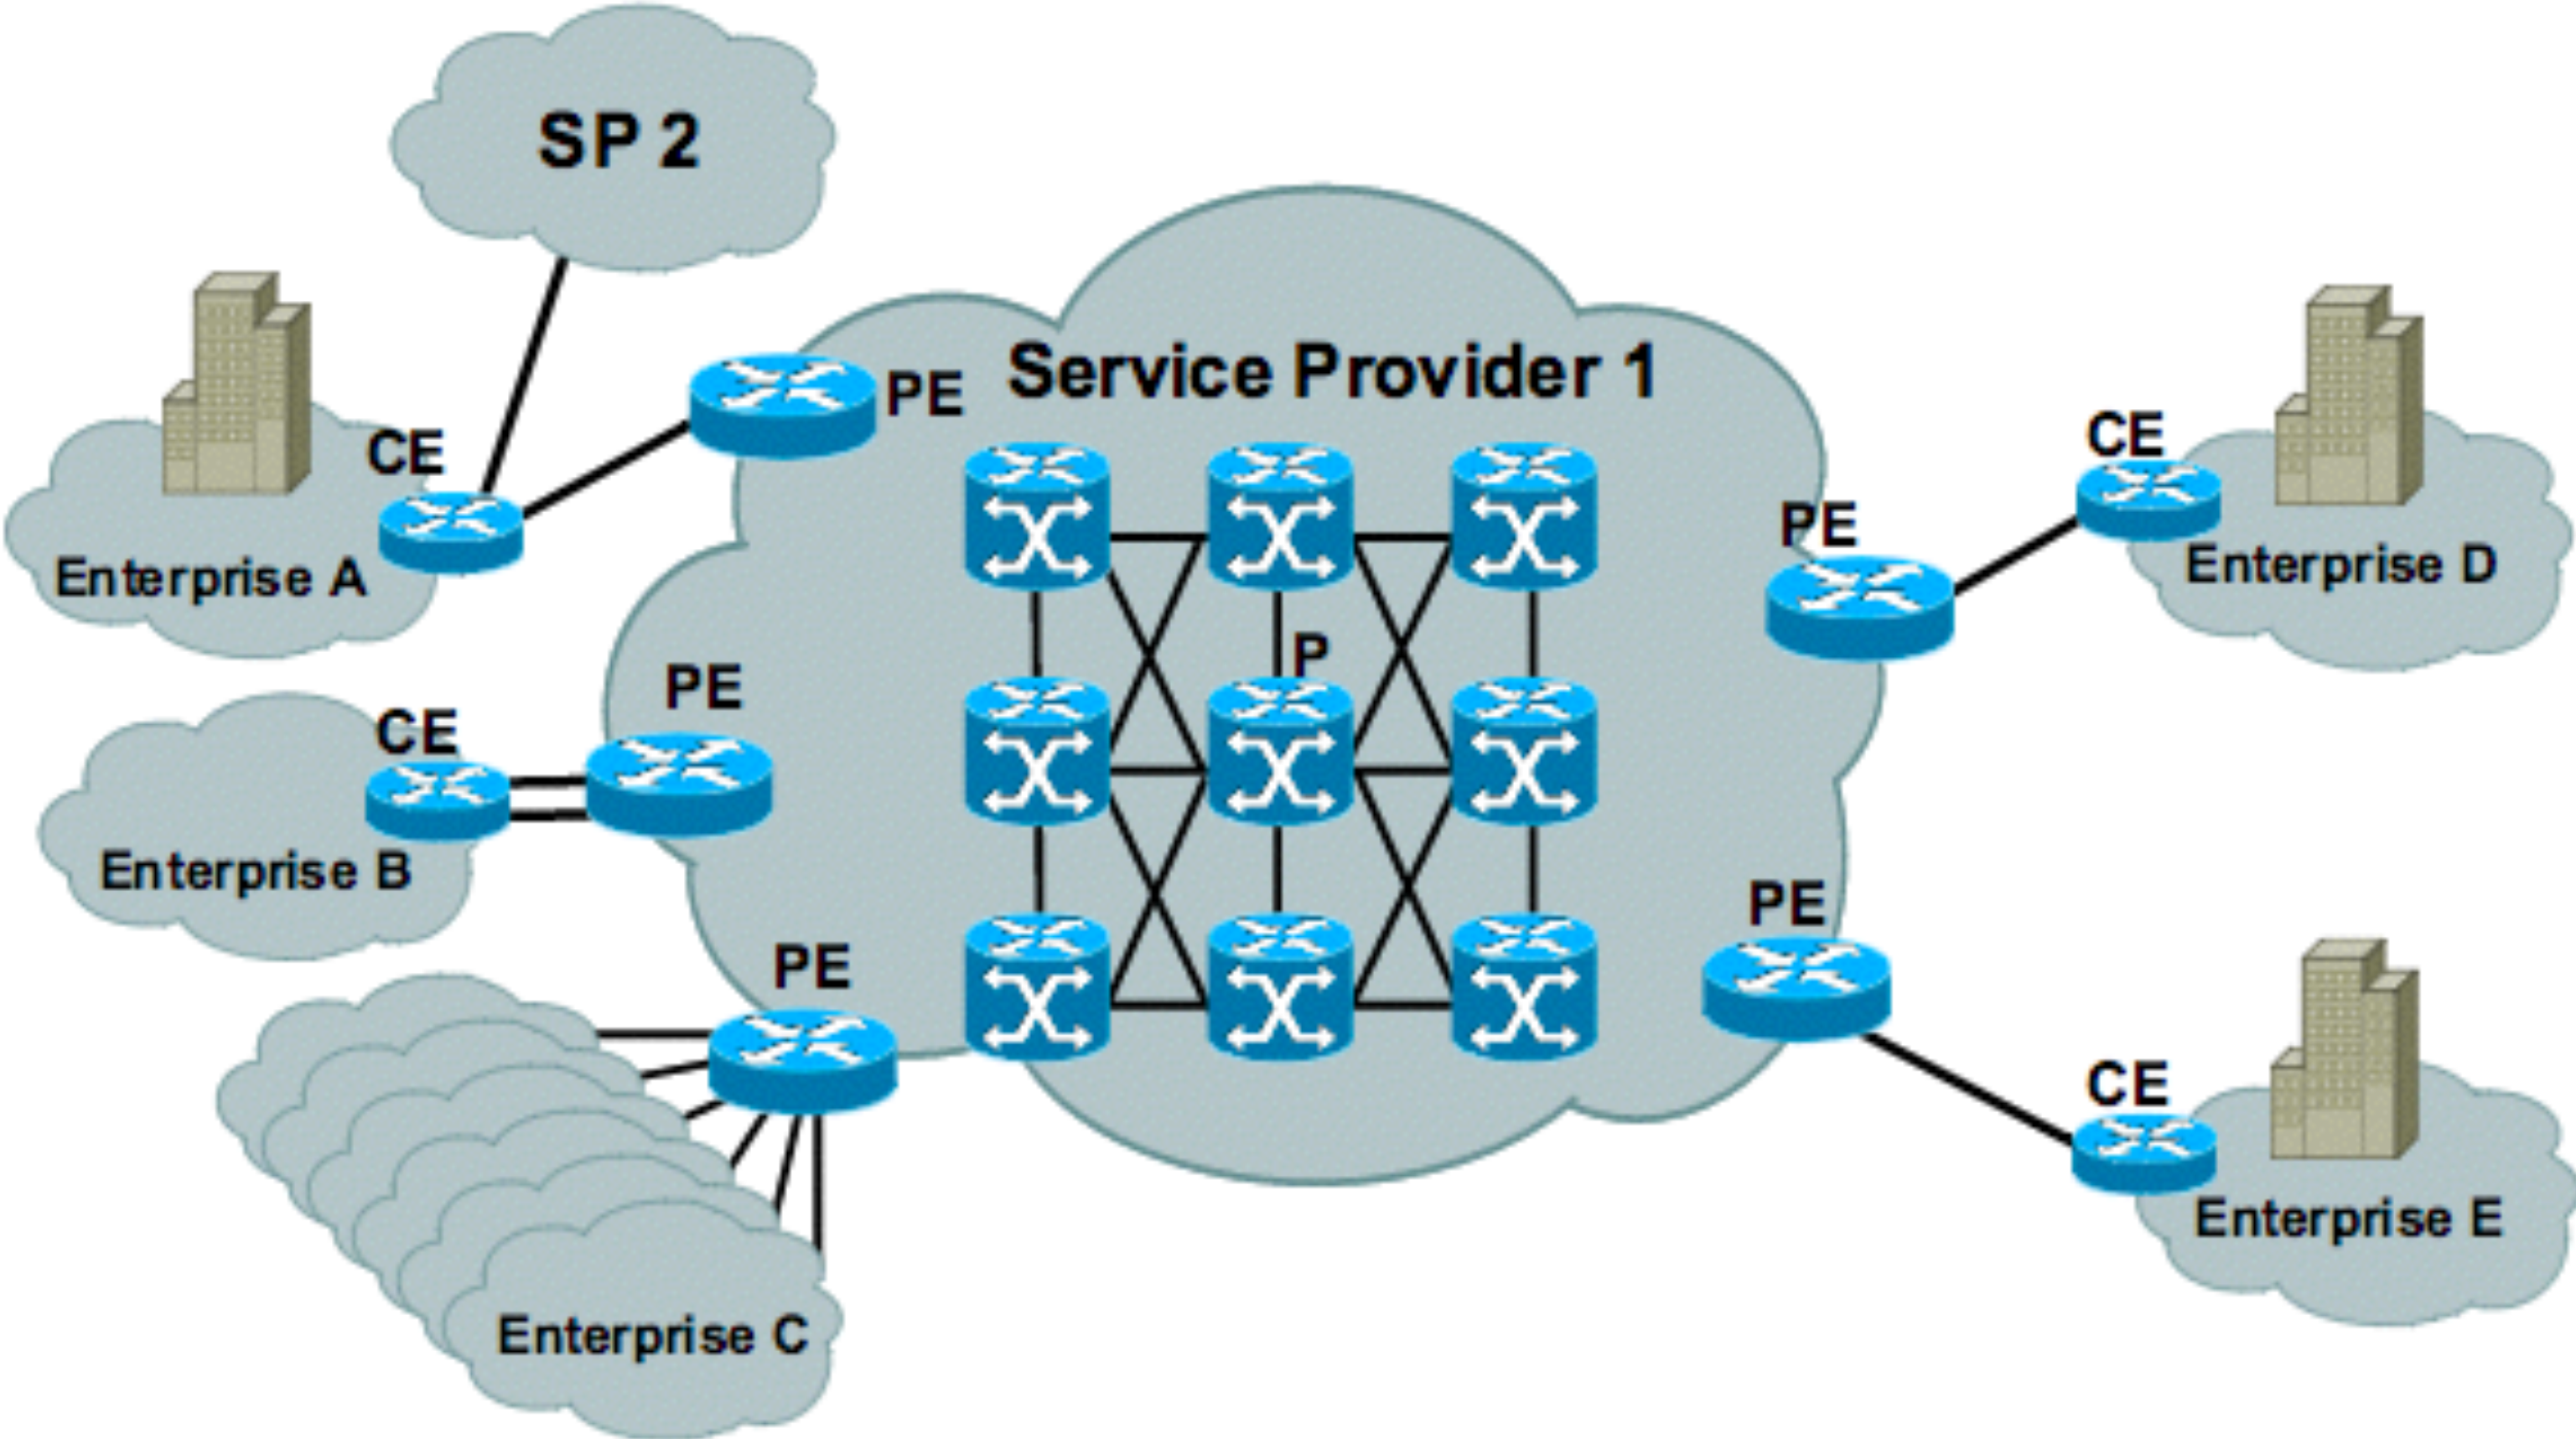 SP 2
Service Provider 1
PE
CE
Enterprise A
CE
PE
Enterprise D
P
PE
CE
Enterprise B
PE
PE
CE
Enterprise E
Enterprise C